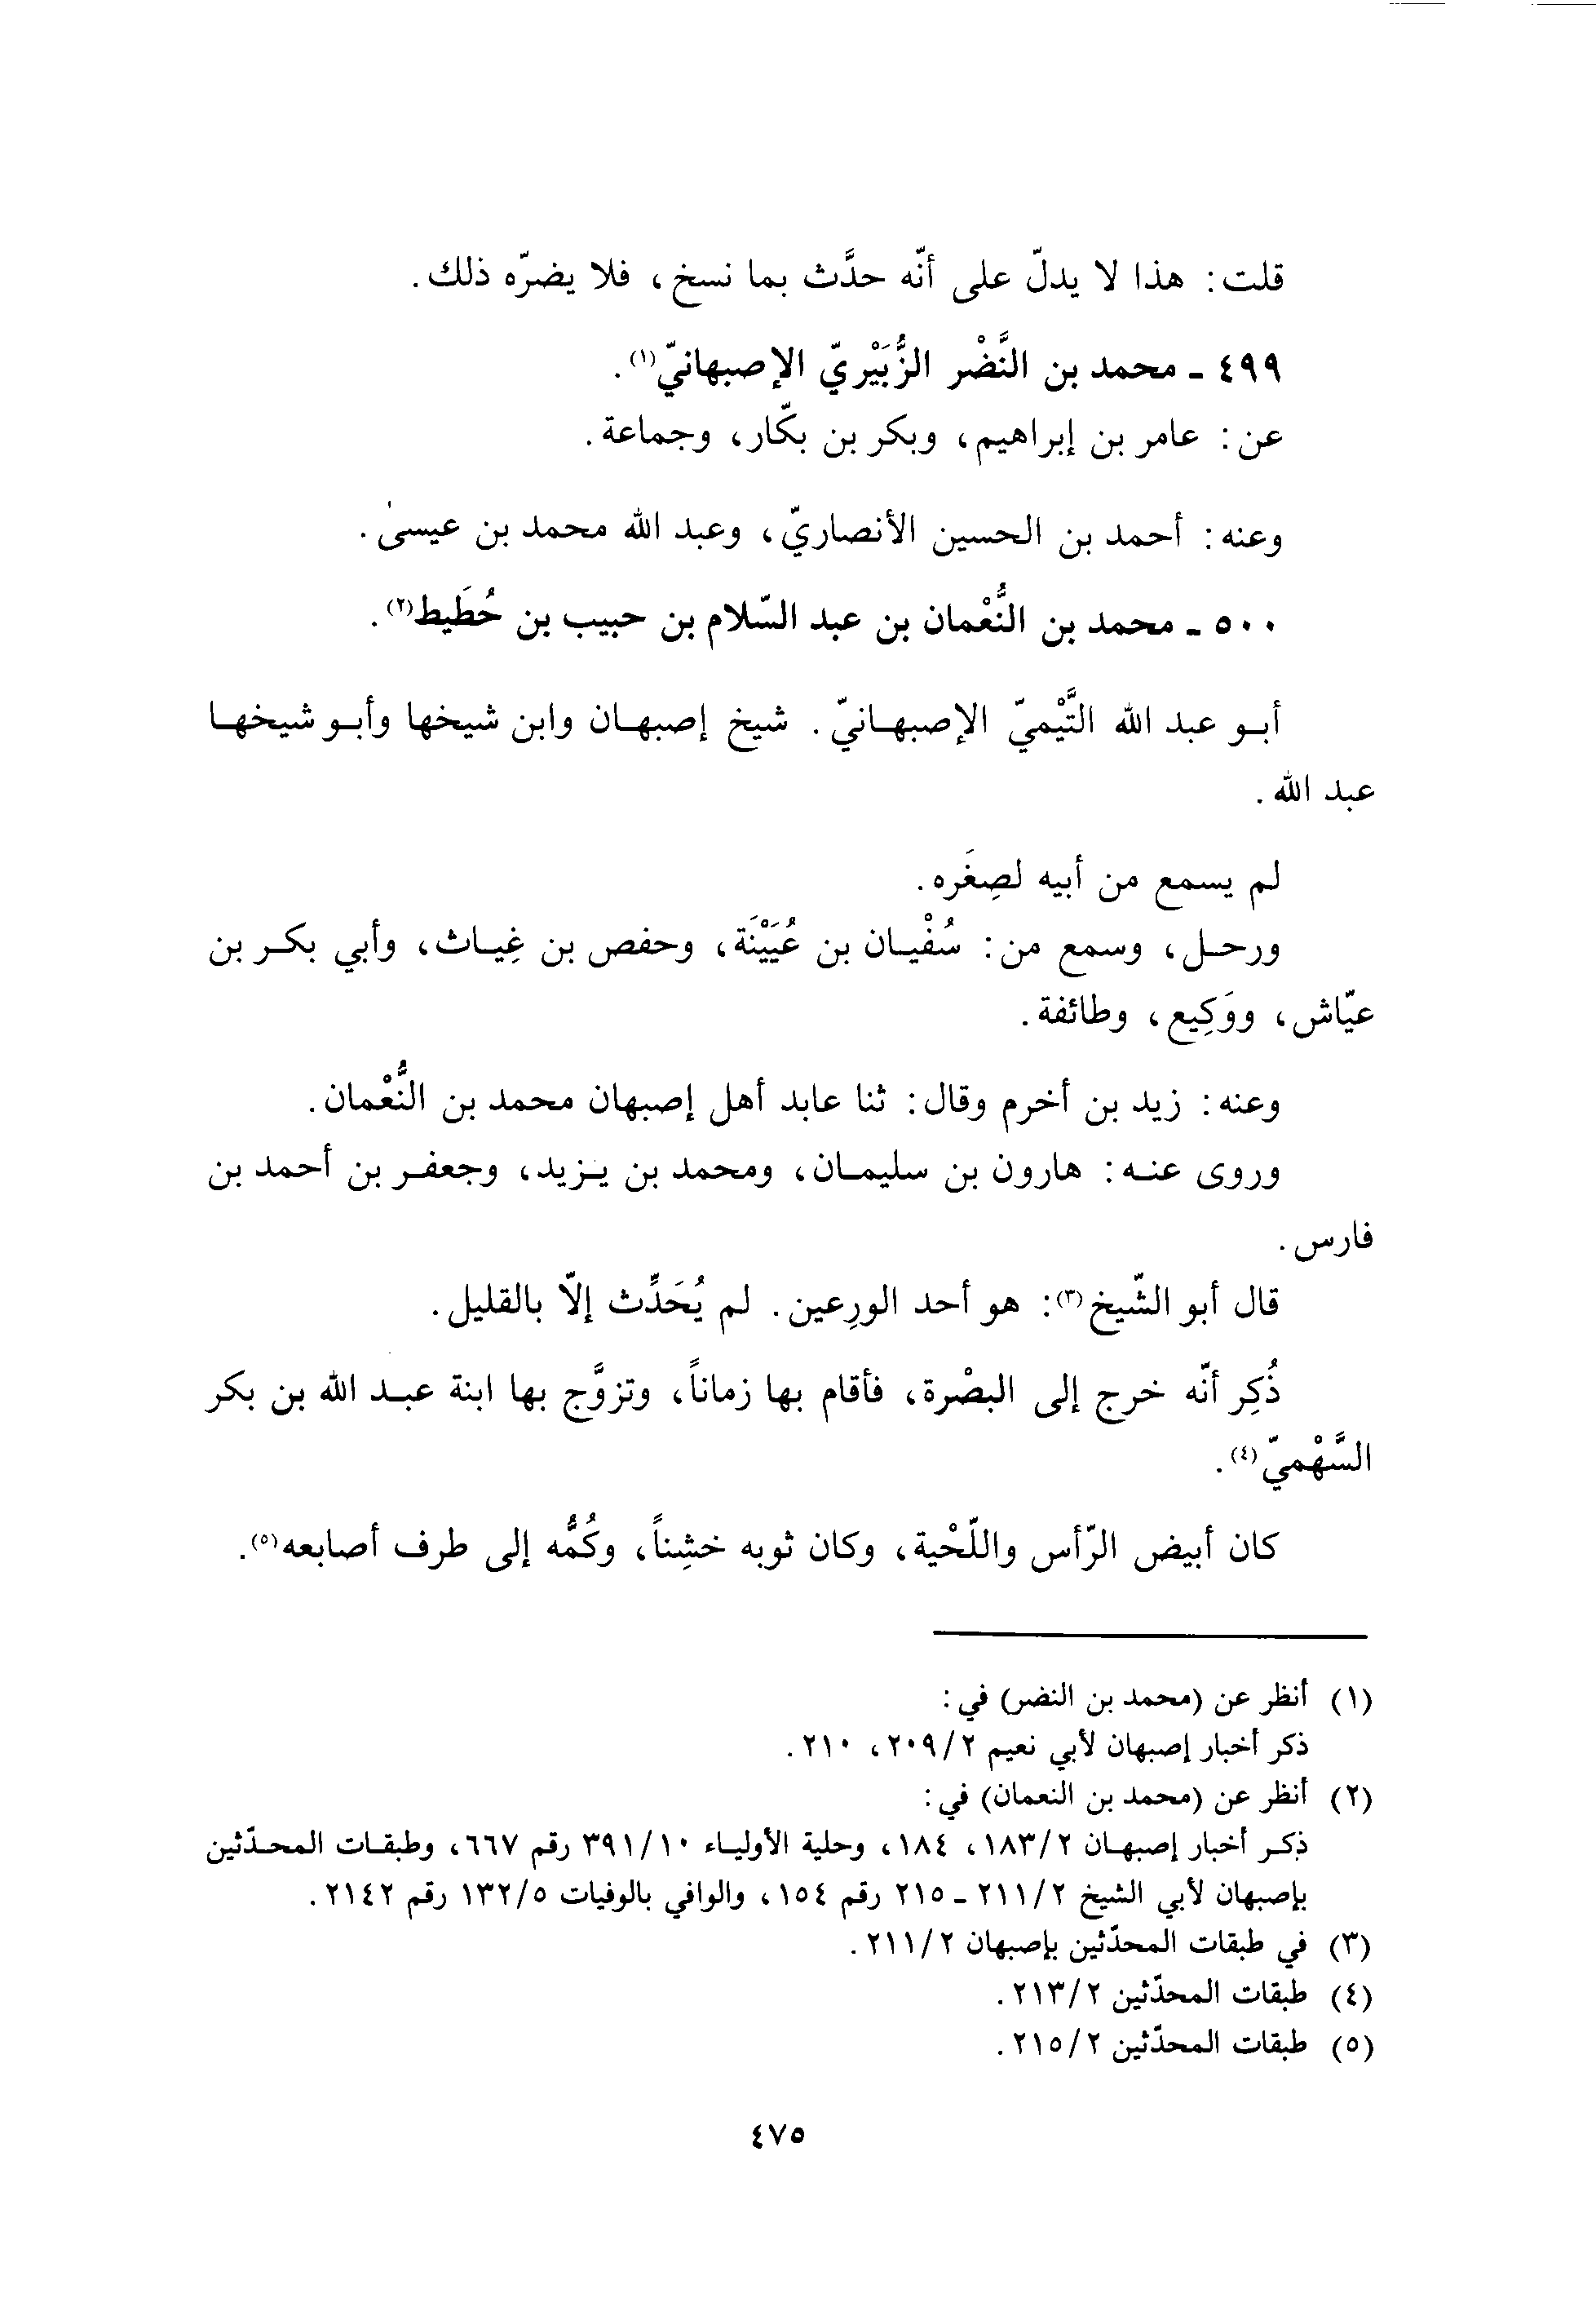 قلت: هذا لا يدلّ على أنّه حدَّث بما نسخ، فلا يضرّه ذلك.
٤٩٩ ـ محمد بن النَّضْر الزُّبَيْريّ الإصبهانيّ(١).
عن: عامر بن إبراهيم، وبكر بن بكّار، وجماعة.
وعنه: أحمد بن الحسين الأنصاريّ، وعبد الله محمد بن عيسىٰ.
٥٠٠ ـ محمد بن النُّعْمان بن عبد السّلام بن حبيب بن حُطَيط(٢).
أبو عبد الله التَّيْميّ الإصبهانيّ. شيخ إصبهان وابن شيخها وأبو شيخها
عبد الله.
لم يسمع من أبيه لصِغَره.
ورحل، وسمع من: سُفْيان بن عُيَيْنَة، وحفص بن غِياث، وأبي بكر بن
عيّاش، ووَكِيع، وطائفة.
وعنه: زيد بن أخرم وقال: ثنا عابد أهل إصبهان محمد بن النُّعْمان.
وروى عنه: هارون بن سليمان، ومحمد بن يزيد، وجعفر بن أحمد بن
فارس.
قال أبو الشّيخ(٣): هو أحد الورِعين. لم يُحَدِّث إلّا بالقليل.
ذُكِر أنّه خرج إلى البصْرة، فأقام بها زماناً، وتزوَّج بها ابنة عبد الله بن بكر
السَّهْميّ(٤).
كان أبيض الرّأس واللّحْية، وكان ثوبه خشِناً، وكُمُّه إلى طرف أصابعه(٥).
(١) أنظر عن (محمد بن النضر) في:
ذكر أخبار إصبهان لأبي نعيم ٢/٢٠٩، ٢١٠.
(٢) أنظر عن (محمد بن النعمان) في:
ذكر أخبار إصبهان ٢/١٨٣، ١٨٤، وحلية الأولياء ١٠/٣٩١ رقم ٦٦٧، وطبقات المحدّثين
بإصبهان لأبي الشيخ ٢/٢١١ ـ ٢١٥ رقم ١٥٤، والوافي بالوفيات ٥/١٣٢ رقم ٢١٤٢.
(٣) في طبقات المحدّثين بإصبهان ٢/٢١١.
(٤) طبقات المحدّثين ٢/٢١٣.
(٥) طبقات المحدّثين ٢/٢١٥.
٤٧٥